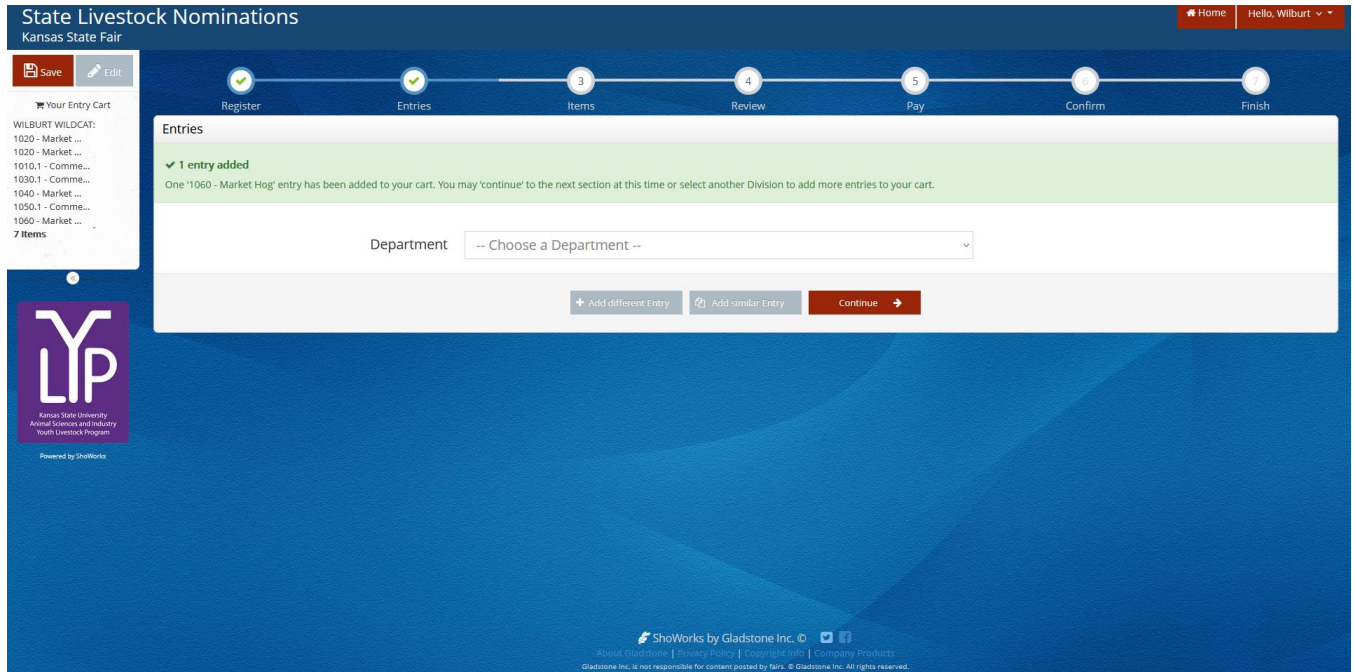 State Livestock Nominations
Kansas State Fair
Home
Hello, Wilburt
Save
Edit
Your Entry Cart
WILBURT WILDCAT:
1020 - Market ...
1020 - Market ...
1010.1 - Comme...
1030.1 - Comme...
1040 - Market ...
1050.1 - Comme...
1060 - Market ...
7 Items
3
4
5
6
7
Register
Entries
Items
Review
Pay
Confirm
Finish
Entries
1 entry added
One '1060 - Market Hog' entry has been added to your cart. You may 'continue' to the next section at this time or select another Division to add more entries to your cart.
Department
-- Choose a Department --
+ Add different Entry
Add similar Entry
Continue
YLP
Kansas State University
Animal Sciences and Industry
Youth Livestock Program
Powered by ShoWorks
ShoWorks by Gladstone Inc. ©
About Gladstone | Privacy Policy | Copyright Info | Company Products
Gladstone Inc. is not responsible for content posted by fairs. © Gladstone Inc. All rights reserved.